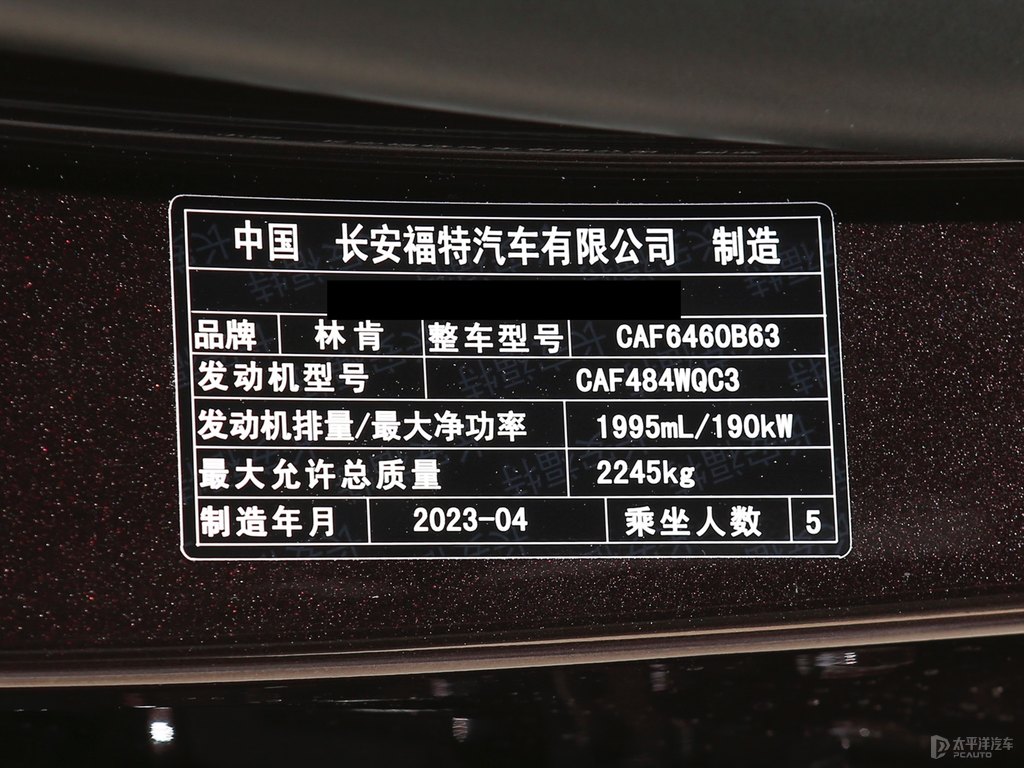 中国 长安福特汽车有限公司 制造
品牌 林肯 整车型号 CAF6460B63
发动机型号 CAF484WQC3
发动机排量/最大净功率 1995mL/190kW
最大允许总质量 2245kg
制造年月 2023-04 乘坐人数 5
太平洋汽车
PCAUTO